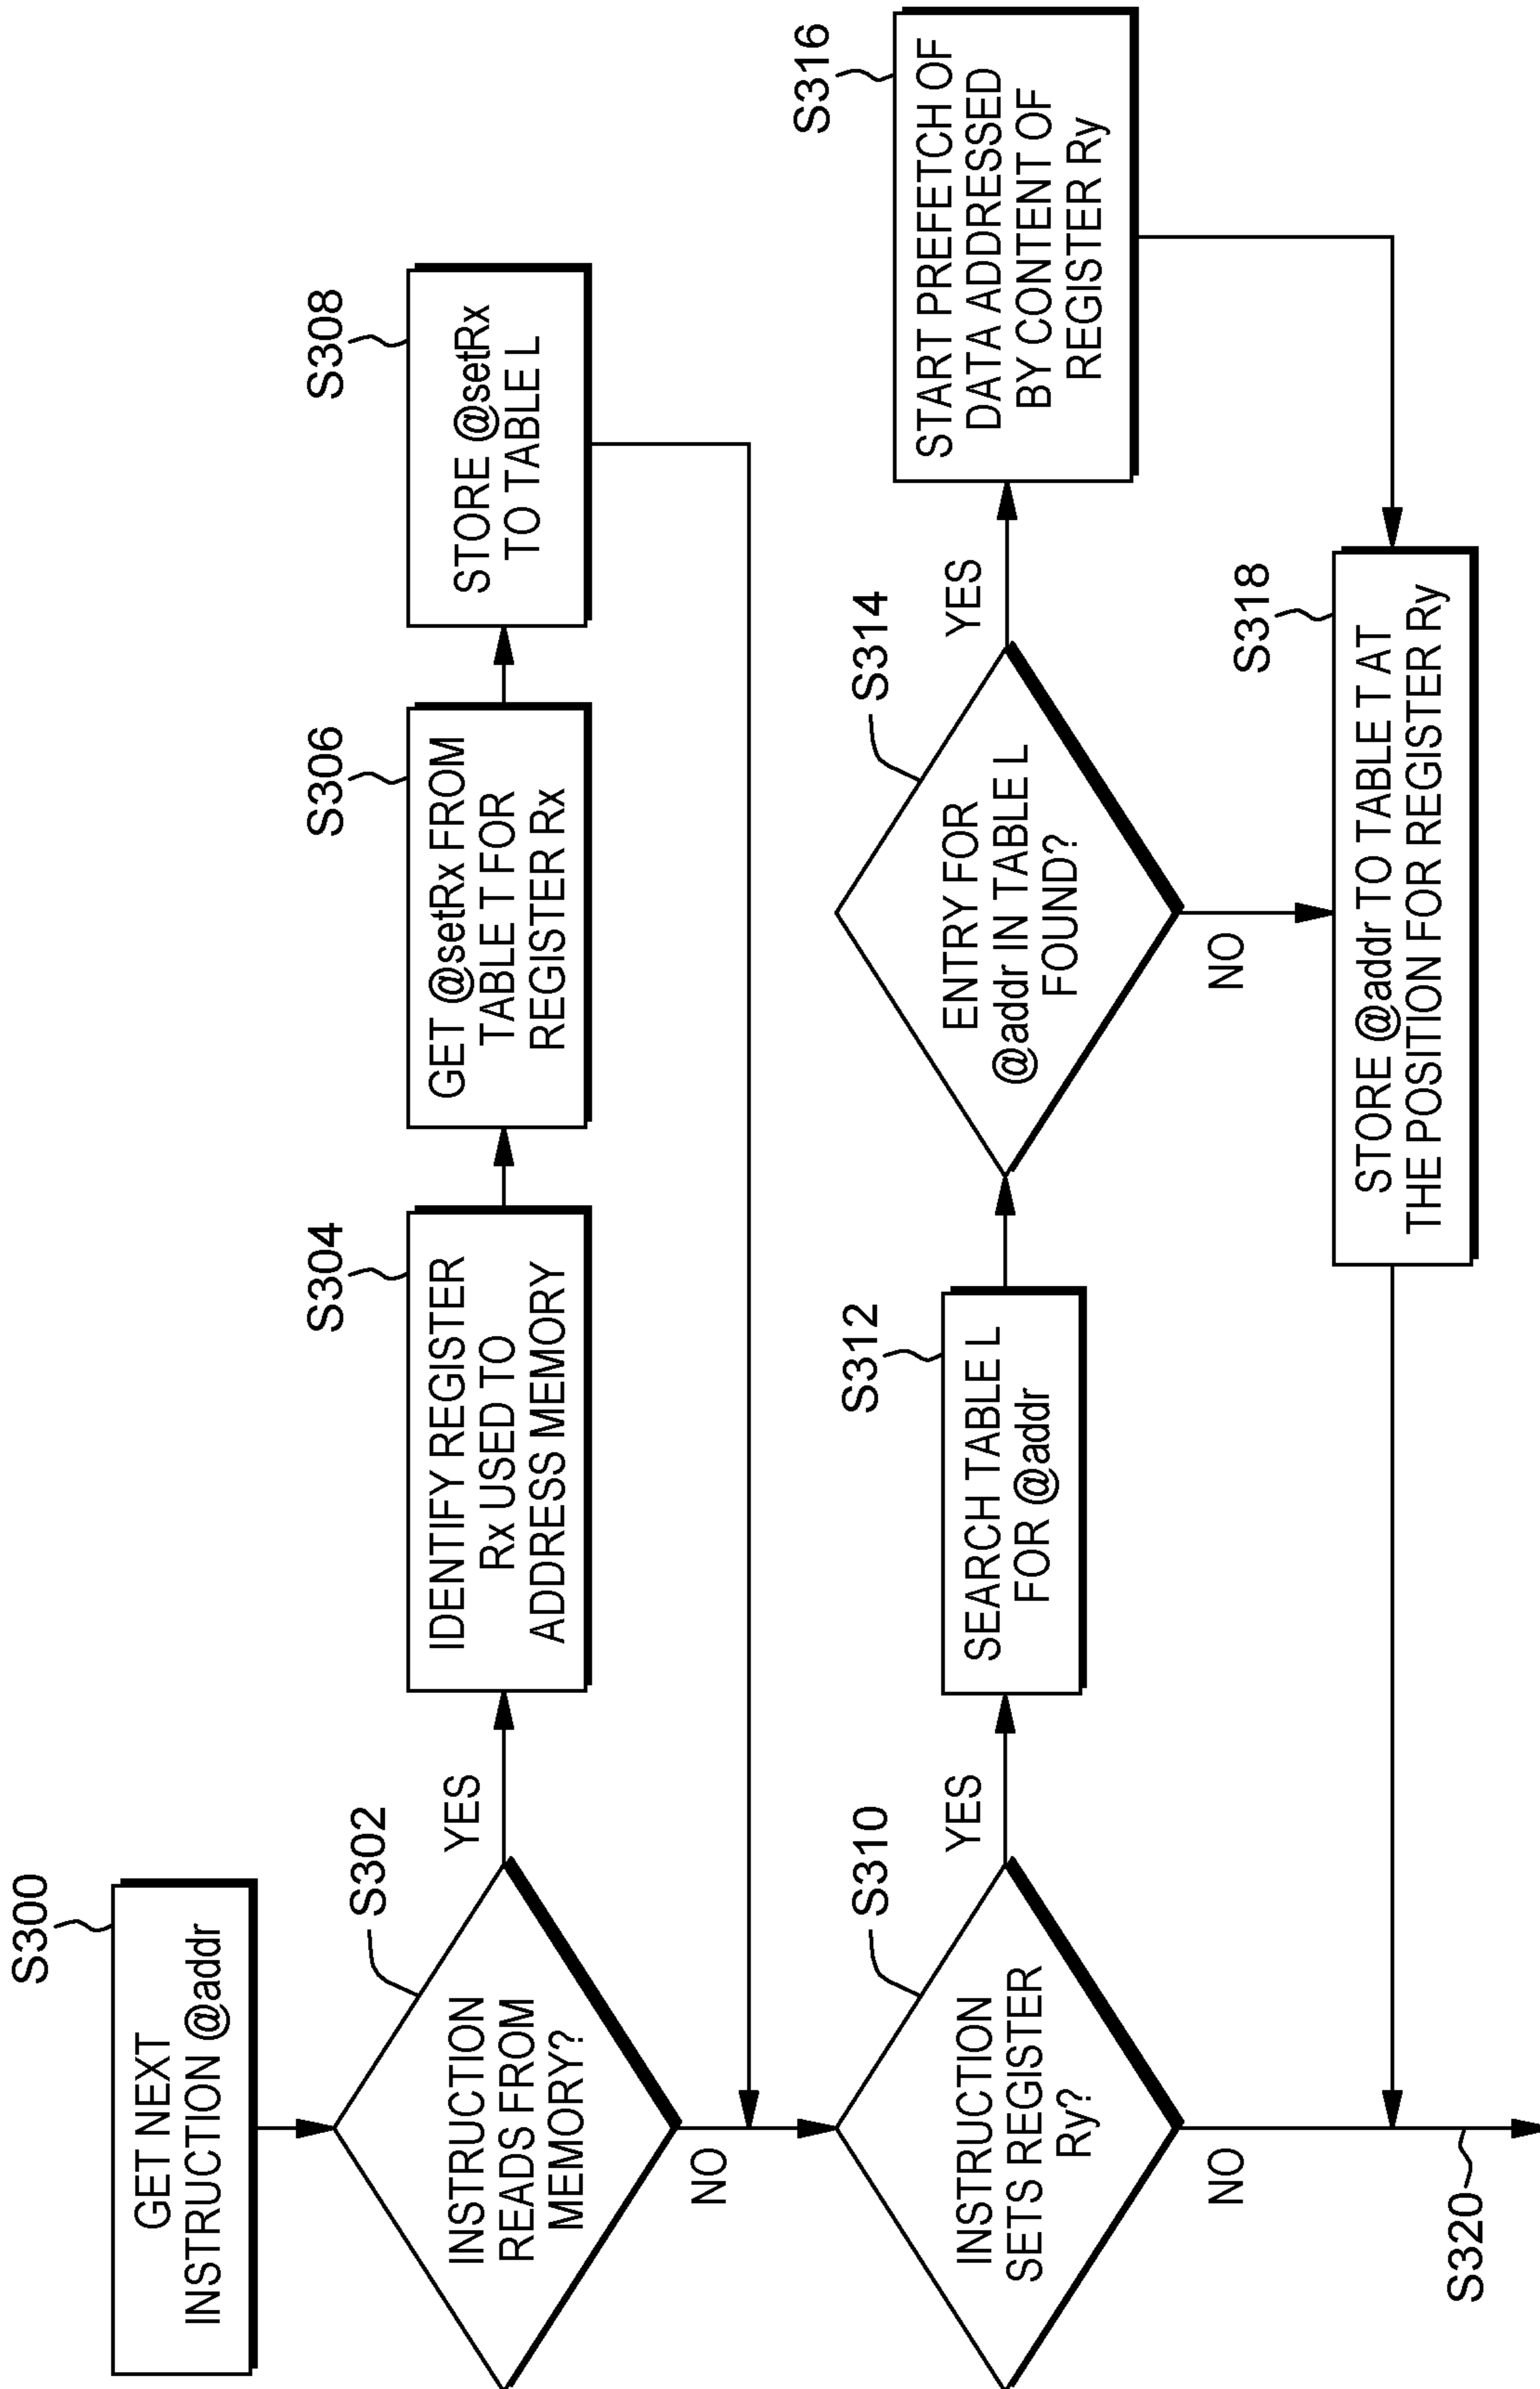 S300
GET NEXT
INSTRUCTION @addr
S302
INSTRUCTION
READS FROM
MEMORY?
YES
NO
S304
IDENTIFY REGISTER
Rx USED TO
ADDRESS MEMORY
S306
GET @setRx FROM
TABLE T FOR
REGISTER Rx
S308
STORE @setRx
TO TABLE L
S310
INSTRUCTION
SETS REGISTER
Ry?
YES
NO
S312
SEARCH TABLE L
FOR @addr
S314
ENTRY FOR
@addr IN TABLE L
FOUND?
YES
NO
S316
START PREFETCH OF
DATA ADDRESSED
BY CONTENT OF
REGISTER Ry
S318
STORE @addr TO TABLE T AT
THE POSITION FOR REGISTER Ry
S320